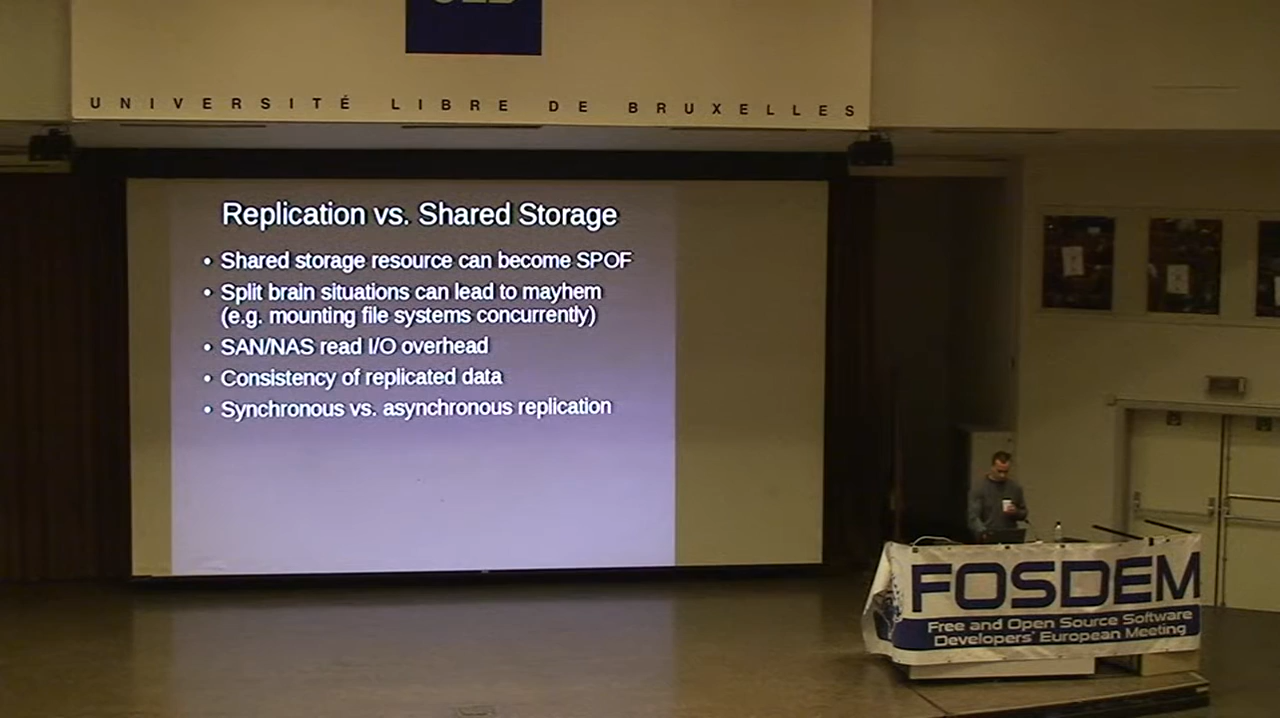 UNIVERSITÉ LIBRE DE BRUXELLES
Replication vs. Shared Storage
• Shared storage resource can become SPOF
• Split brain situations can lead to mayhem
(e.g. mounting file systems concurrently)
• SAN/NAS read I/O overhead
• Consistency of replicated data
• Synchronous vs. asynchronous replication
FOSDEM
Free and Open Source Software
Developers' European Meeting